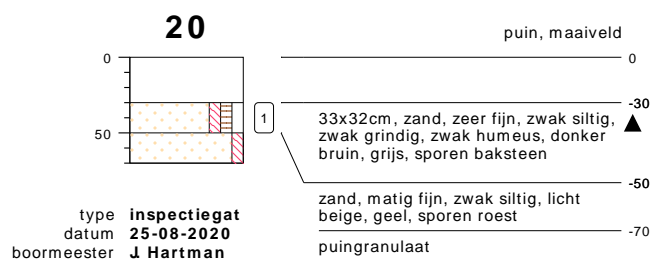 20
puin, maaiveld
0
0
-30
1
33x32cm, zand, zeer fijn, zwak siltig,
zwak grindig, zwak humeus, donker
bruin, grijs, sporen baksteen
50
-50
zand, matig fijn, zwak siltig, licht
beige, geel, sporen roest
-70
puingranulaat
type inspectiegat
datum 25-08-2020
boormeester J. Hartman